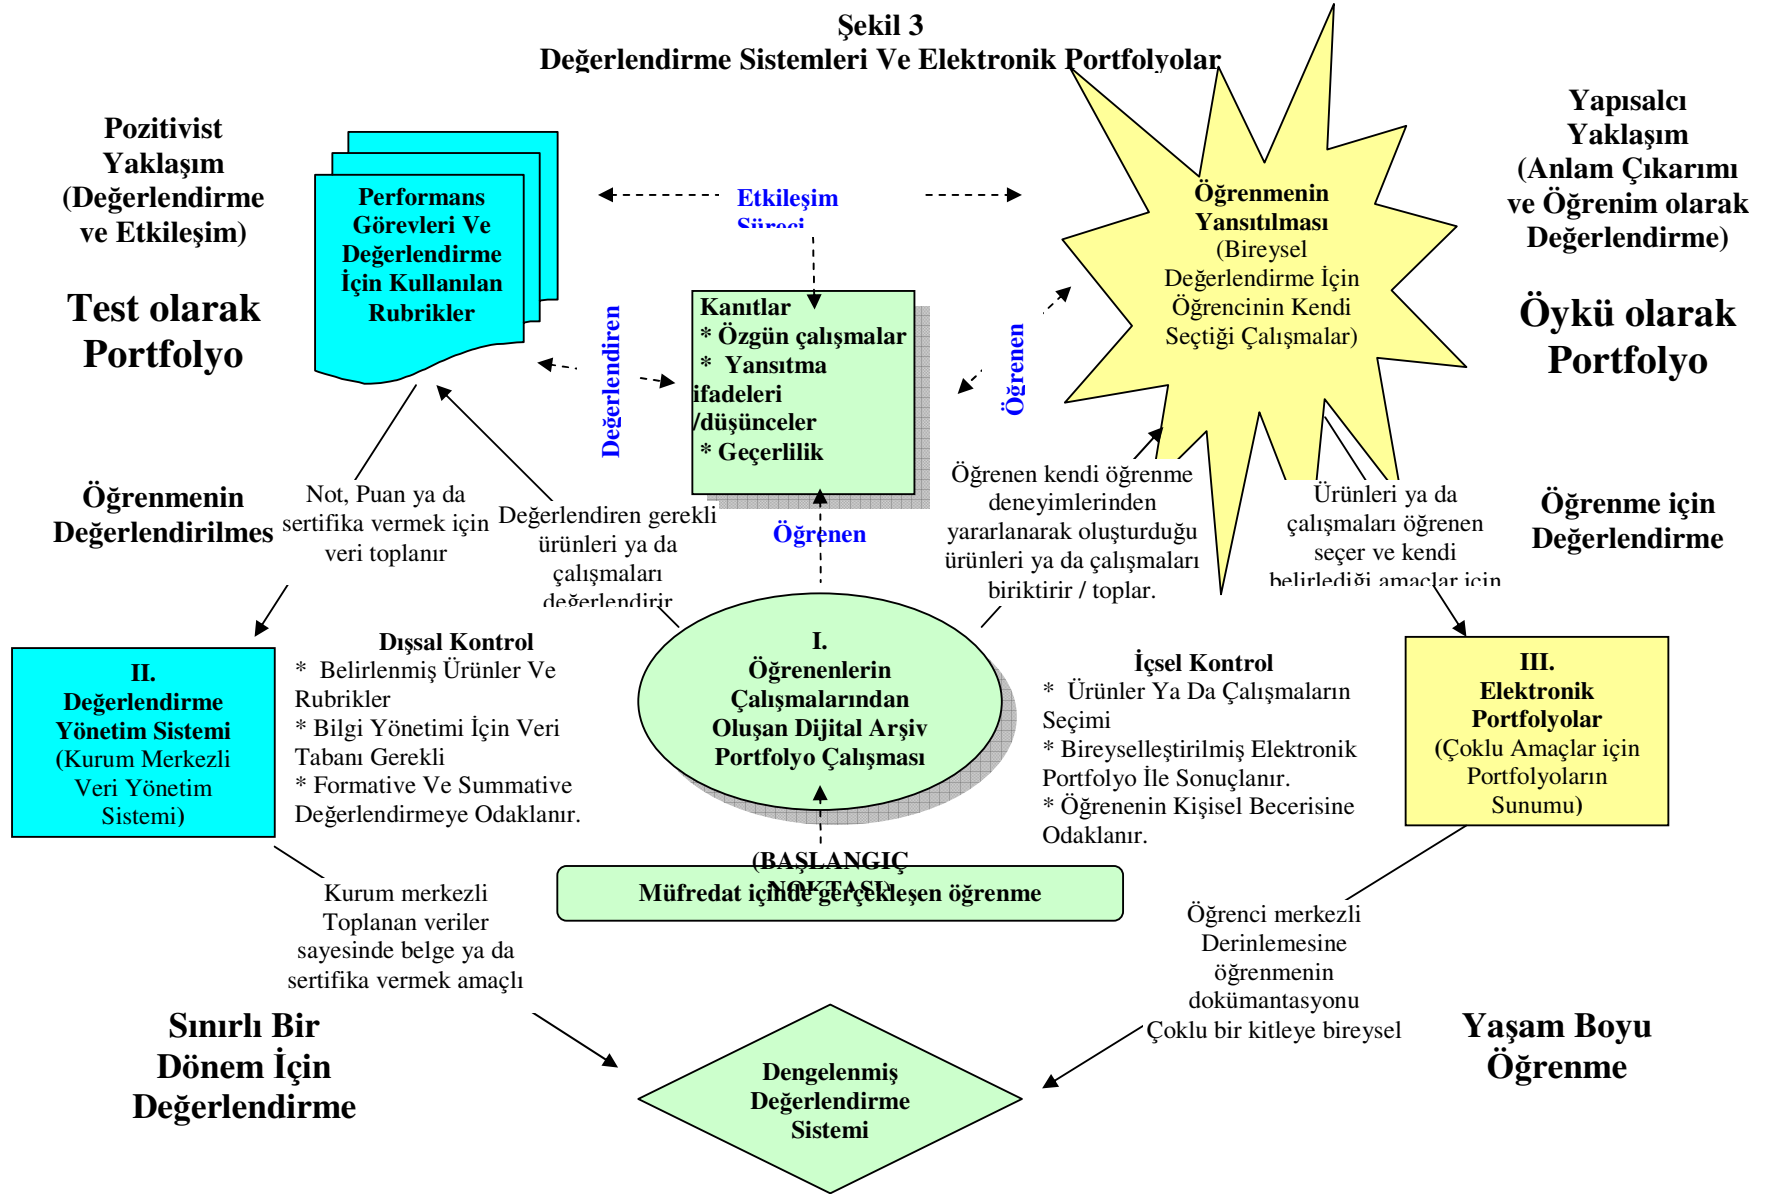 Şekil 3
Değerlendirme Sistemleri Ve Elektronik Portfolyolar
Pozitivist
Yaklaşım
(Değerlendirme
ve Etkileşim)
Test olarak
Portfolyo
Performans
Görevleri Ve
Değerlendirme
İçin Kullanılan
Rubrikler
Etkileşim
Süreci
Öğrenmenin
Yansıtılması
(Bireysel
Değerlendirme İçin
Öğrencinin Kendi
Seçtiği Çalışmalar)
Yapısalcı
Yaklaşım
(Anlam Çıkarımı
ve Öğrenim olarak
Değerlendirme)
Öykü olarak
Portfolyo
Değerlendiren
Kanıtlar
* Özgün çalışmalar
* Yansıtma
ifadeleri
/düşünceler
* Geçerlilik
Öğrenen
Öğrenmenin
Değerlendirilmes
Not, Puan ya da
sertifika vermek için
veri toplanır
Değerlendiren gerekli
ürünleri ya da
çalışmaları
değerlendirir
Öğrenen
Öğrenen kendi öğrenme
deneyimlerinden
yararlanarak oluşturduğu
ürünleri ya da çalışmaları
biriktirir / toplar.
Ürünleri ya da
çalışmaları öğrenen
seçer ve kendi
belirlediği amaçlar için
Öğrenme için
Değerlendirme
II.
Değerlendirme
Yönetim Sistemi
(Kurum Merkezli
Veri Yönetim
Sistemi)
Dışsal Kontrol
* Belirlenmiş Ürünler Ve
Rubrikler
* Bilgi Yönetimi İçin Veri
Tabanı Gerekli
* Formative Ve Summative
Değerlendirmeye Odaklanır.
I.
Öğrenenlerin
Çalışmalarından
Oluşan Dijital Arşiv
Portfolyo Çalışması
İçsel Kontrol
* Ürünler Ya Da Çalışmaların
Seçimi
* Bireyselleştirilmiş Elektronik
Portfolyo İle Sonuçlanır.
* Öğrenenin Kişisel Becerisine
Odaklanır.
III.
Elektronik
Portfolyolar
(Çoklu Amaçlar için
Portfolyoların
Sunumu)
(BAŞLANGIÇ
NOKTASI)
Müfredat içinde gerçekleşen öğrenme
Kurum merkezli
Toplanan veriler
sayesinde belge ya da
sertifika vermek amaçlı
Öğrenci merkezli
Derinlemesine
öğrenmenin
dokümantasyonu
Çoklu bir kitleye bireysel
Sınırlı Bir
Dönem İçin
Değerlendirme
Dengelenmiş
Değerlendirme
Sistemi
Yaşam Boyu
Öğrenme